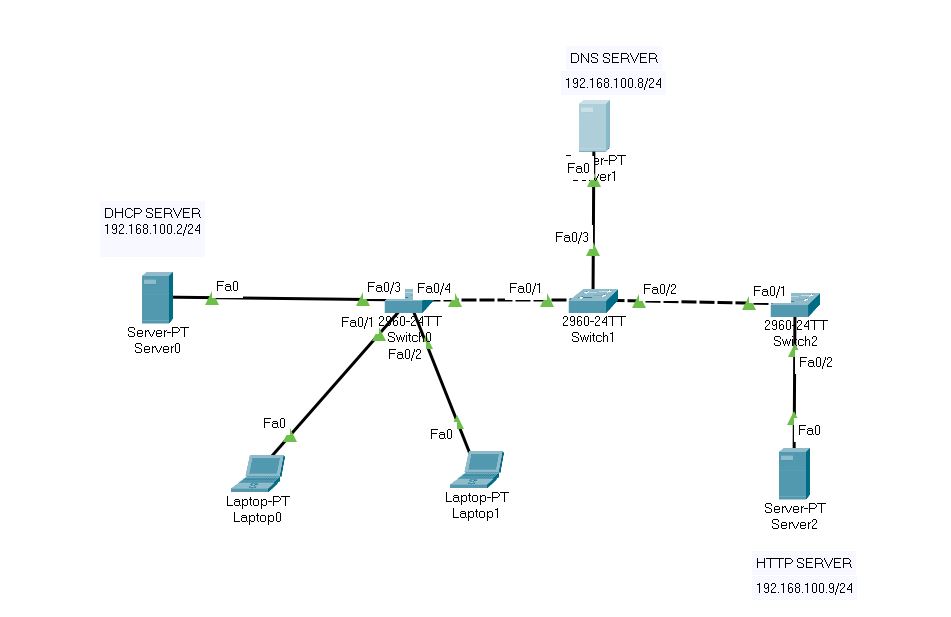 DNS SERVER
192.168.100.8/24
er-PT
Fa0
ver1
DHCP SERVER
192.168.100.2/24
Fa0/3
Fa0
Fa0/3
Fa0/4
Fa0/1
Fa0/2
Fa0/1
Fa0/1
2960-24TT
Switch0
2960-24TT
Switch1
2960-24TT
Switch2
Server-PT
Server0
Fa0/2
Fa0/2
Fa0
Fa0
Fa0
Laptop-PT
Laptop0
Laptop-PT
Laptop1
Server-PT
Server2
HTTP SERVER
192.168.100.9/24